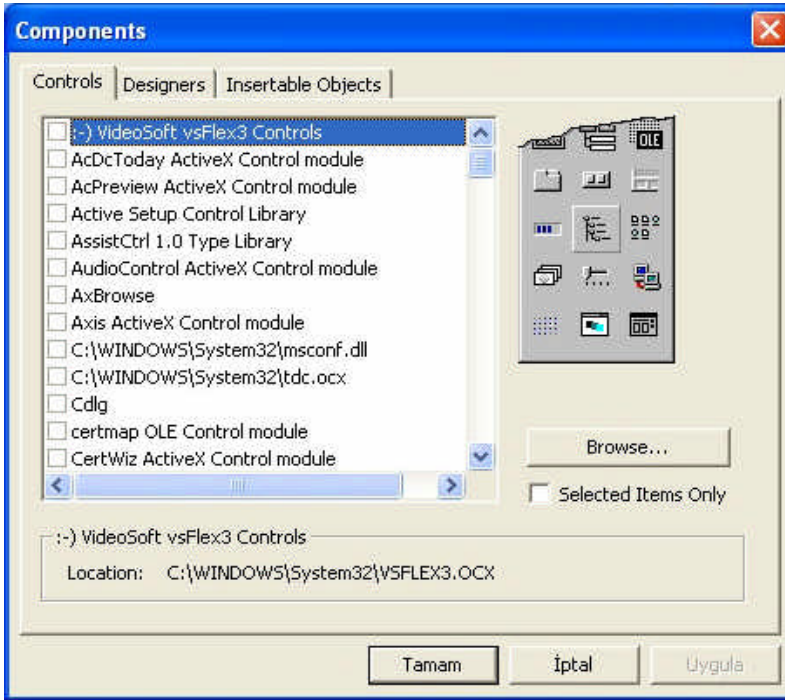 Components
Controls
Designers
Insertable Objects
:-) VideoSoft vsFlex3 Controls
AcDcToday ActiveX Control module
AcPreview ActiveX Control module
Active Setup Control Library
AssistCtrl 1.0 Type Library
AudioControl ActiveX Control module
AxBrowse
Axis ActiveX Control module
C:\WINDOWS\System32\msconf.dll
C:\WINDOWS\System32\tdc.ocx
Cdlg
certmap OLE Control module
CertWiz ActiveX Control module
OLE
Browse...
Selected Items Only
:-) VideoSoft vsFlex3 Controls
Location: C:\WINDOWS\System32\VSFLEX3.OCX
Tamam
İptal
Uygula